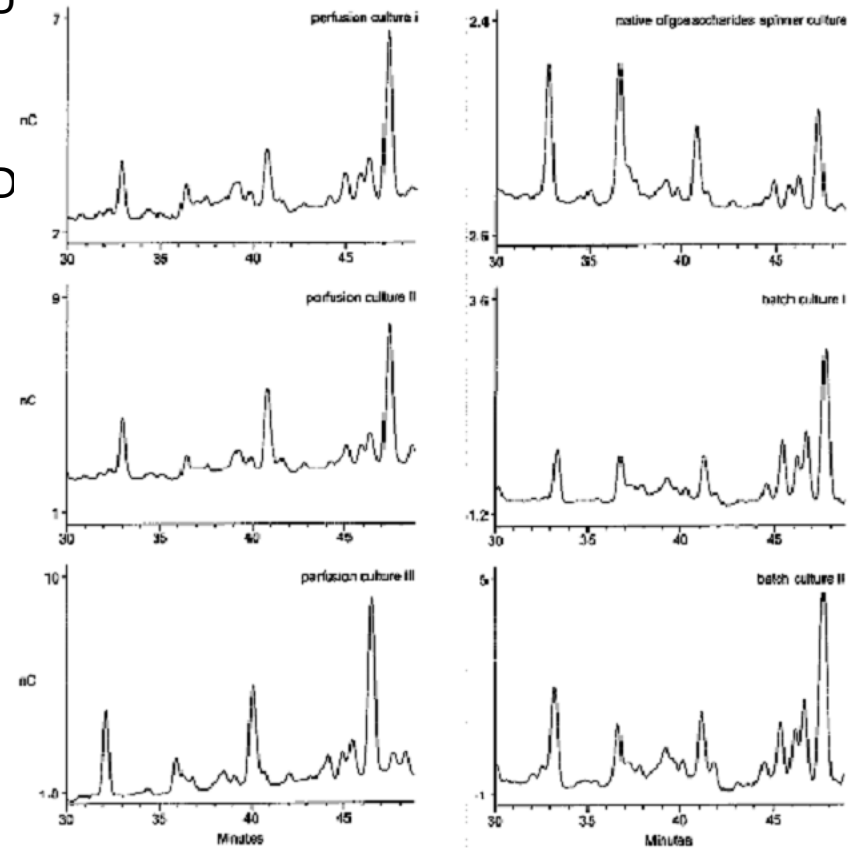 7
perfusion culture i
nC
7
30 35 40 45
2.4
native oligosaccharides spinner culture
2.6
30 35 40 45
9
perfusion culture II
nC
1
30 35 40 45
3.6
batch culture I
-1.2
30 35 40 45
10
perfusion culture III
nC
-1.0
30 35 40 45
Minutes
5
batch culture II
-1
30 35 40 45
Minutes